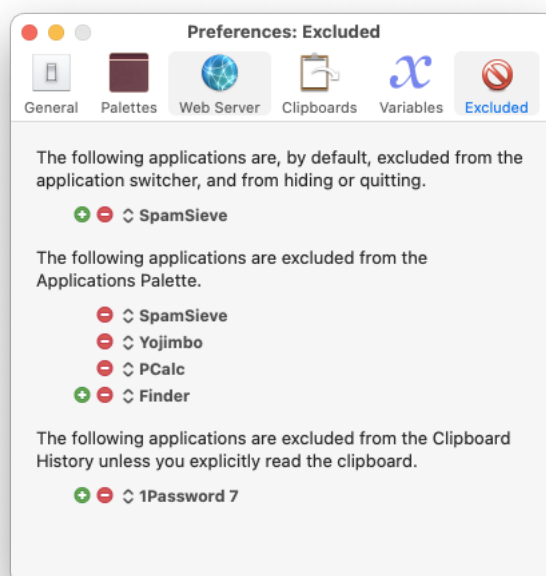 Preferences: Excluded
General Palettes Web Server Clipboards Variables Excluded
The following applications are, by default, excluded from the
application switcher, and from hiding or quitting.
SpamSieve
The following applications are excluded from the
Applications Palette.
SpamSieve
Yojimbo
PCalc
Finder
The following applications are excluded from the Clipboard
History unless you explicitly read the clipboard.
1Password 7